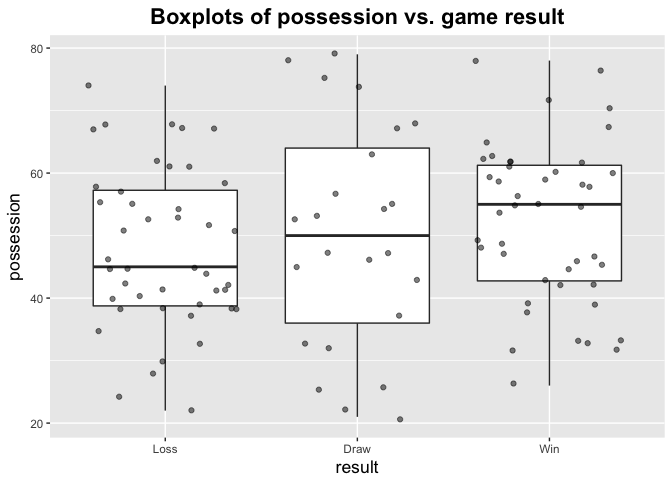 Boxplots of possession vs. game result
80
60
40
20
possession
Loss Draw Win
result